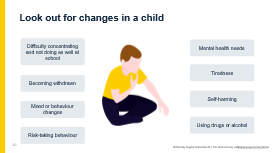 Look out for changes in a child
Difficulty concentrating
and not doing as well at
school
Becoming withdrawn
Mood or behaviour
changes
Risk-taking behaviour
Mental health needs
Tiredness
Self-harming
Using drugs or alcohol